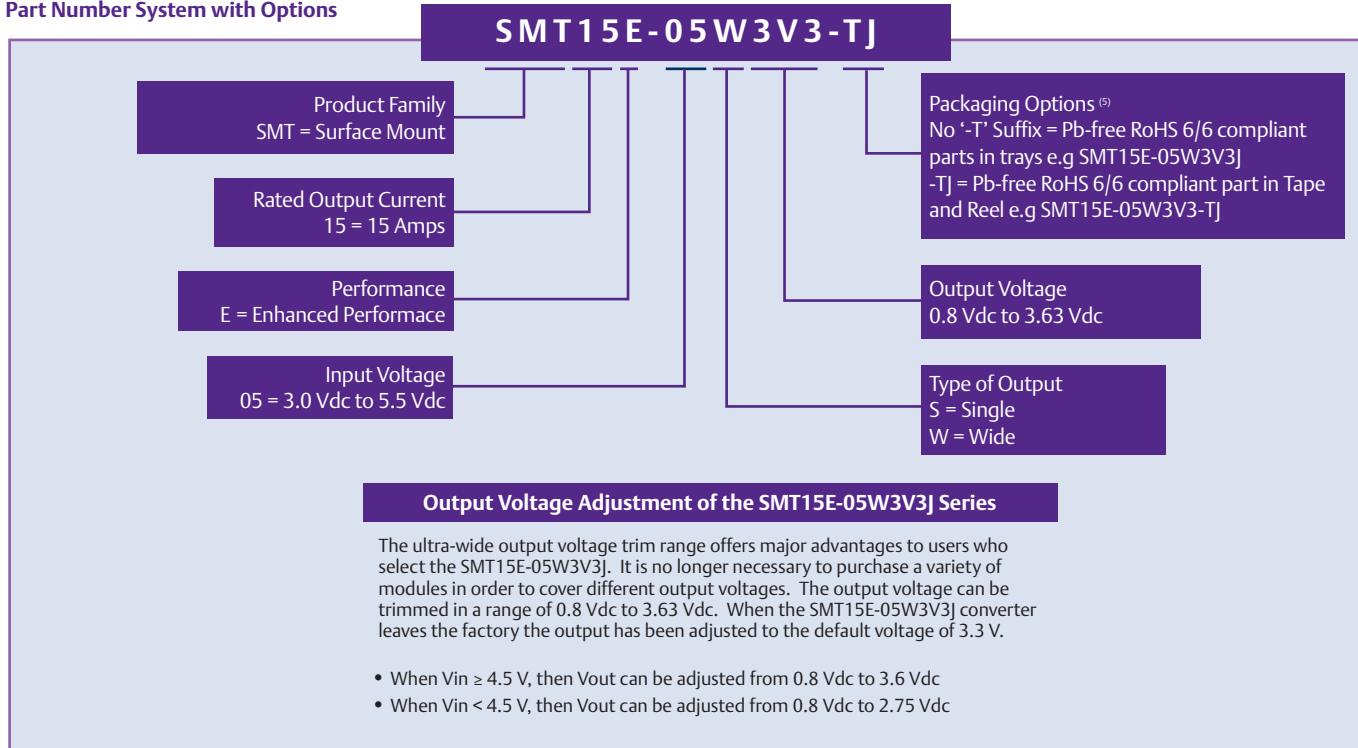 Part Number System with Options
SMT15E-05W3V3-TJ
Product Family
SMT = Surface Mount
Rated Output Current
15 = 15 Amps
Performance
E = Enhanced Performace
Input Voltage
05 = 3.0 Vdc to 5.5 Vdc
Packaging Options (5)
No ‘-T’ Suffix = Pb-free RoHS 6/6 compliant
parts in trays e.g SMT15E-05W3V3J
-TJ = Pb-free RoHS 6/6 compliant part in Tape
and Reel e.g SMT15E-05W3V3-TJ
Output Voltage
0.8 Vdc to 3.63 Vdc
Type of Output
S = Single
W = Wide
Output Voltage Adjustment of the SMT15E-05W3V3J Series
The ultra-wide output voltage trim range offers major advantages to users who
select the SMT15E-05W3V3J. It is no longer necessary to purchase a variety of
modules in order to cover different output voltages. The output voltage can be
trimmed in a range of 0.8 Vdc to 3.63 Vdc. When the SMT15E-05W3V3J converter
leaves the factory the output has been adjusted to the default voltage of 3.3 V.
• When Vin ≥ 4.5 V, then Vout can be adjusted from 0.8 Vdc to 3.6 Vdc
• When Vin < 4.5 V, then Vout can be adjusted from 0.8 Vdc to 2.75 Vdc